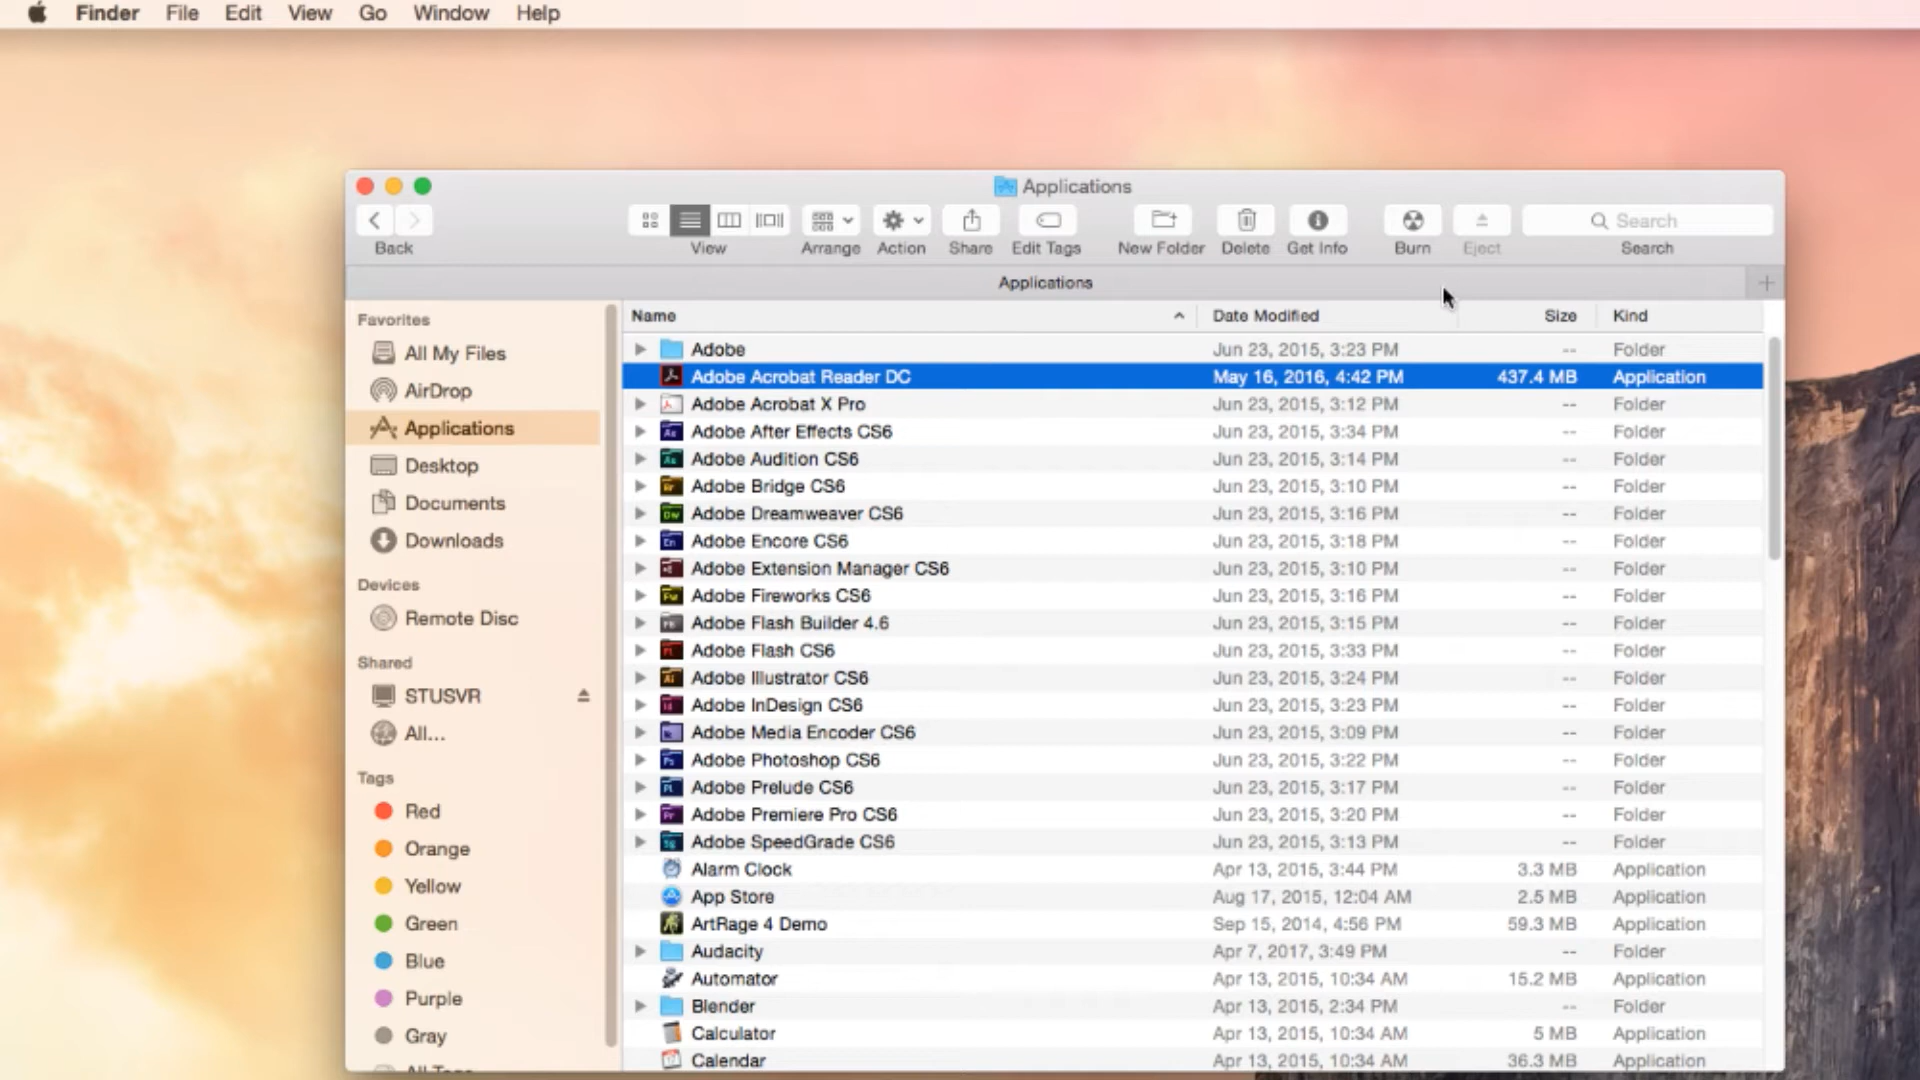 Finder File Edit View Go Window Help
Applications
Back View Arrange Action Share Edit Tags New Folder Delete Get Info Burn Eject Search
Search
Applications
Favorites
All My Files
AirDrop
Applications
Desktop
Documents
Downloads
Devices
Remote Disc
Shared
STUSVR
All...
Tags
Red
Orange
Yellow
Green
Blue
Purple
Gray
Name Date Modified Size Kind
Adobe Jun 23, 2015, 3:23 PM -- Folder
Adobe Acrobat Reader DC May 16, 2016, 4:42 PM 437.4 MB Application
Adobe Acrobat X Pro Jun 23, 2015, 3:12 PM -- Folder
Adobe After Effects CS6 Jun 23, 2015, 3:34 PM -- Folder
Adobe Audition CS6 Jun 23, 2015, 3:14 PM -- Folder
Adobe Bridge CS6 Jun 23, 2015, 3:10 PM -- Folder
Adobe Dreamweaver CS6 Jun 23, 2015, 3:16 PM -- Folder
Adobe Encore CS6 Jun 23, 2015, 3:18 PM -- Folder
Adobe Extension Manager CS6 Jun 23, 2015, 3:10 PM -- Folder
Adobe Fireworks CS6 Jun 23, 2015, 3:16 PM -- Folder
Adobe Flash Builder 4.6 Jun 23, 2015, 3:15 PM -- Folder
Adobe Flash CS6 Jun 23, 2015, 3:33 PM -- Folder
Adobe Illustrator CS6 Jun 23, 2015, 3:24 PM -- Folder
Adobe InDesign CS6 Jun 23, 2015, 3:23 PM -- Folder
Adobe Media Encoder CS6 Jun 23, 2015, 3:09 PM -- Folder
Adobe Photoshop CS6 Jun 23, 2015, 3:22 PM -- Folder
Adobe Prelude CS6 Jun 23, 2015, 3:17 PM -- Folder
Adobe Premiere Pro CS6 Jun 23, 2015, 3:20 PM -- Folder
Adobe SpeedGrade CS6 Jun 23, 2015, 3:13 PM -- Folder
Alarm Clock Apr 13, 2015, 3:44 PM 3.3 MB Application
App Store Aug 17, 2015, 12:04 AM 2.5 MB Application
ArtRage 4 Demo Sep 15, 2014, 4:56 PM 59.3 MB Application
Audacity Apr 7, 2017, 3:49 PM -- Folder
Automator Apr 13, 2015, 10:34 AM 15.2 MB Application
Blender Apr 13, 2015, 2:34 PM -- Folder
Calculator Apr 13, 2015, 10:34 AM 5 MB Application
Calendar Apr 13, 2015, 10:34 AM 36.3 MB Application